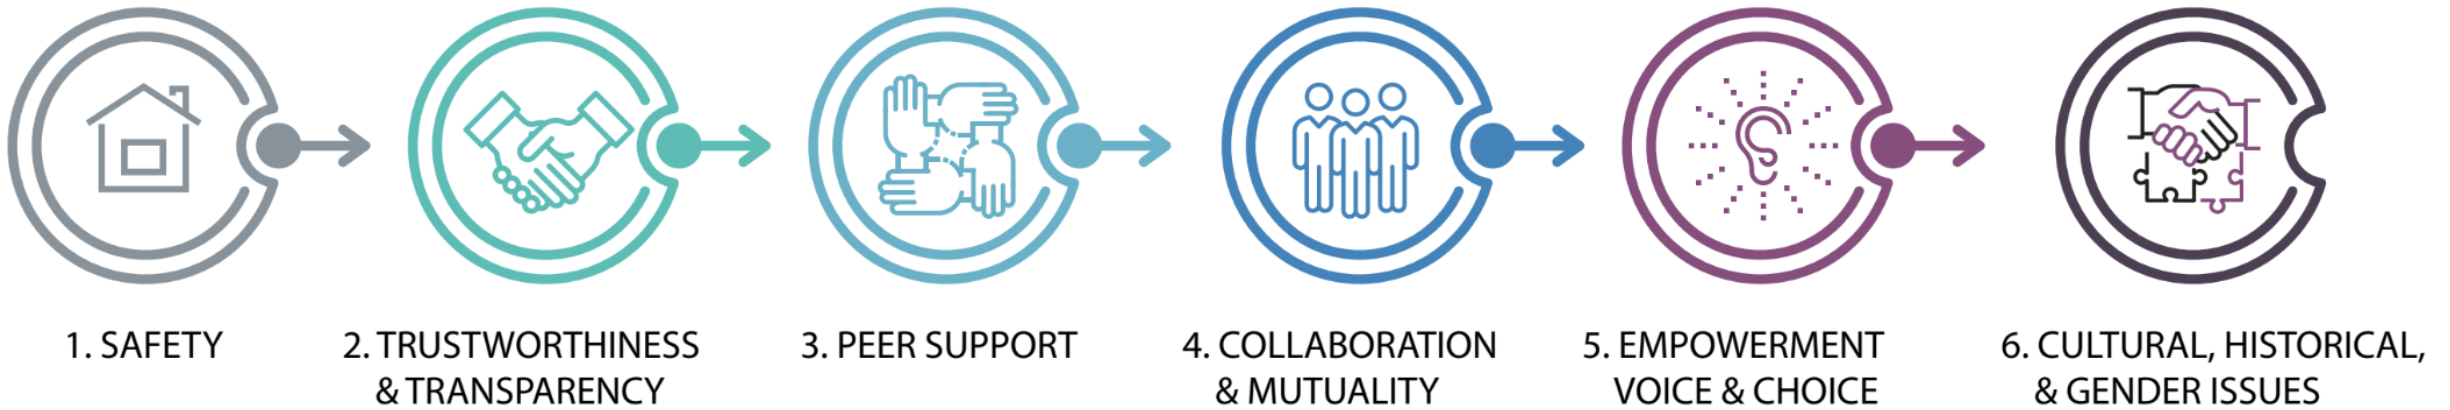 1. SAFETY
2. TRUSTWORTHINESS
& TRANSPARENCY
3. PEER SUPPORT
4. COLLABORATION
& MUTUALITY
5. EMPOWERMENT
VOICE & CHOICE
6. CULTURAL, HISTORICAL,
& GENDER ISSUES